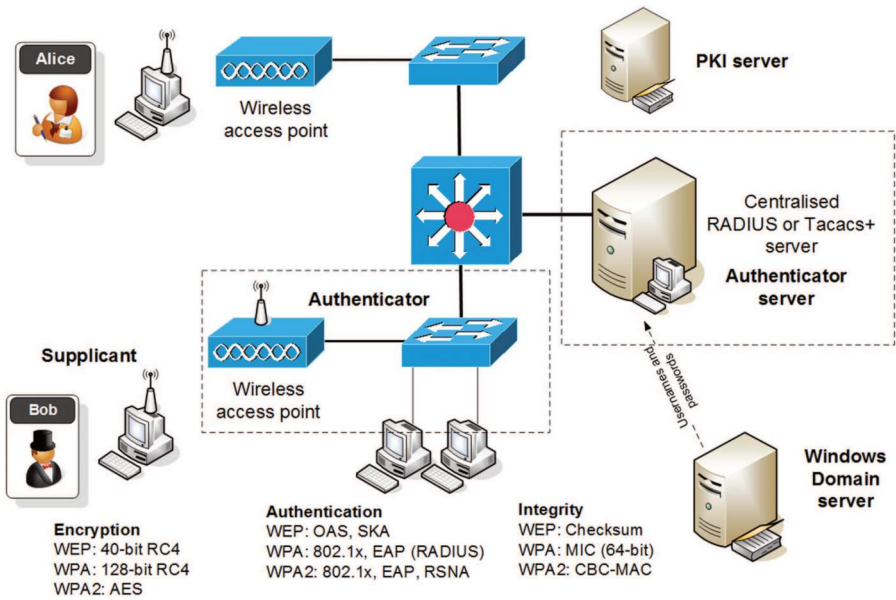 Alice
Wireless
access point
PKI server
Centralised
RADIUS or Tacacs+
server
Authenticator
server
Authenticator
Wireless
access point
Supplicant
Bob
Usernames and
passwords
Windows
Domain
server
Encryption
WEP: 40-bit RC4
WPA: 128-bit RC4
WPA2: AES
Authentication
WEP: OAS, SKA
WPA: 802.1x, EAP (RADIUS)
WPA2: 802.1x, EAP, RSNA
Integrity
WEP: Checksum
WPA: MIC (64-bit)
WPA2: CBC-MAC